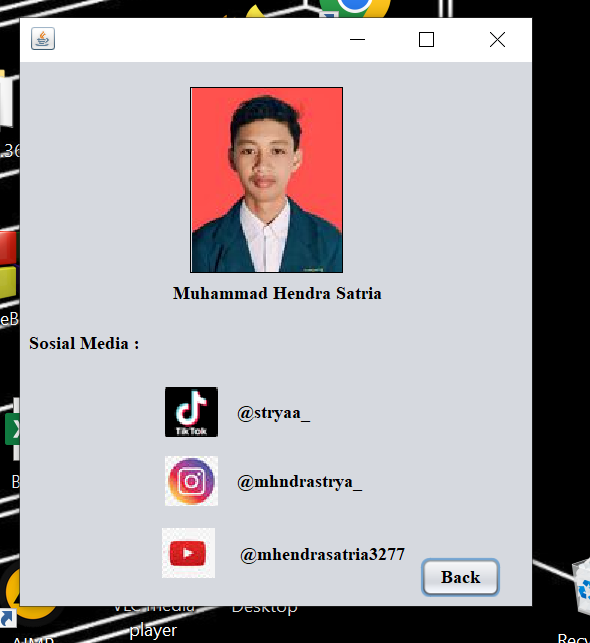 .36
Muhammad Hendra Satria
Sosial Media :
eB
TikTok
@stryaa_
@mhndrastrya_
@mhendrasatria3277
Back
VLC media
player
Desktop
AIMP
Recy